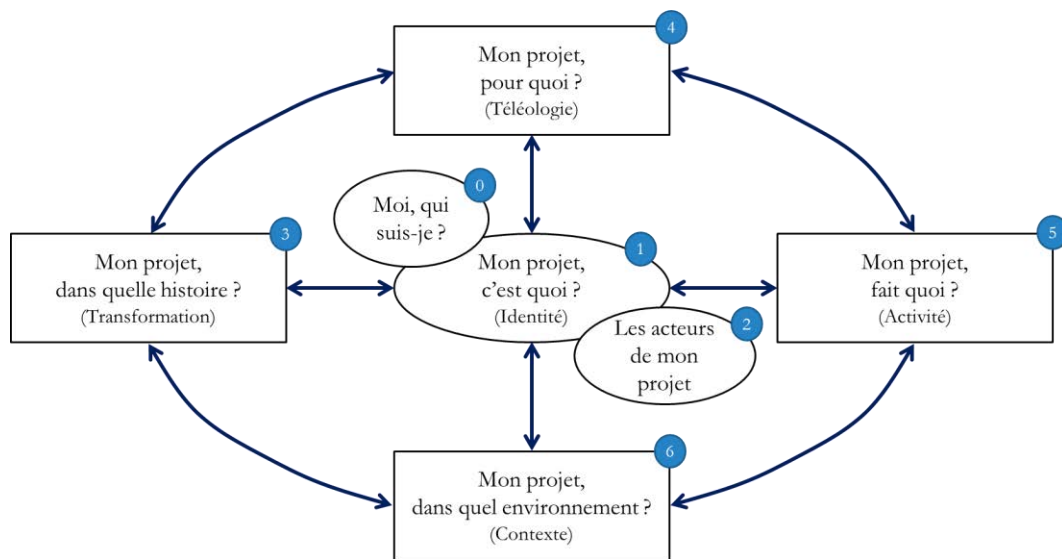 4
Mon projet,
pour quoi ?
(Téléologie)
0
Moi, qui
suis-je ?
3
Mon projet,
dans quelle histoire ?
(Transformation)
1
Mon projet,
c'est quoi ?
(Identité)
2
Les acteurs
de mon
projet
5
Mon projet,
fait quoi ?
(Activité)
6
Mon projet,
dans quel environnement ?
(Contexte)